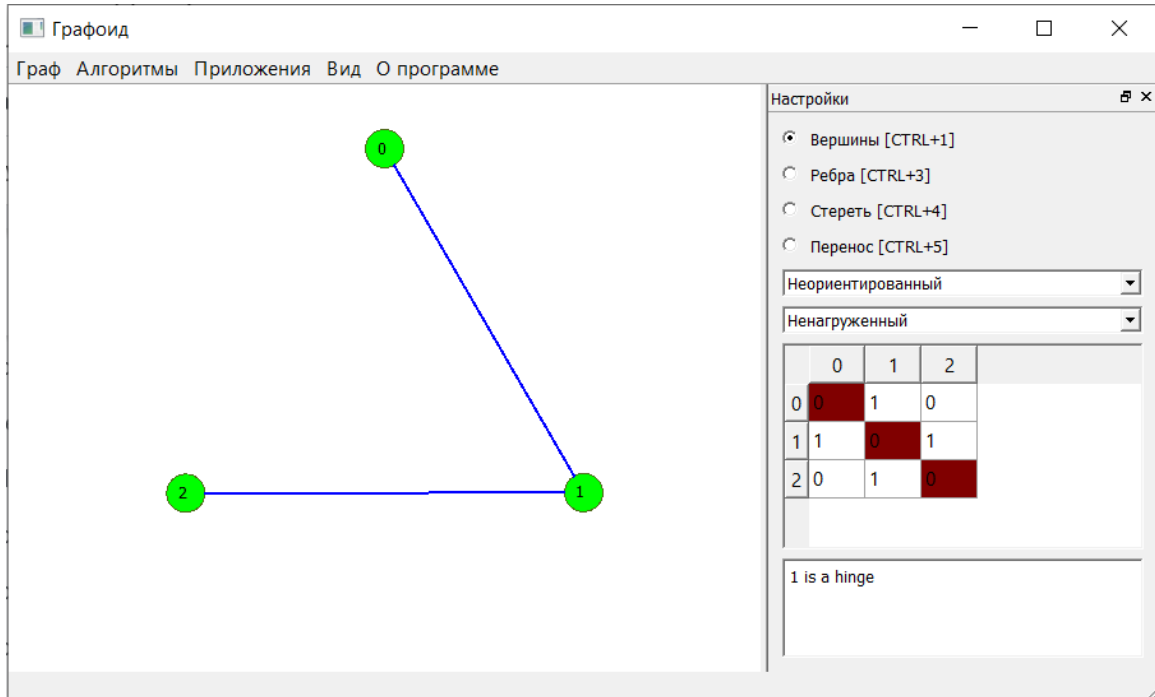 Графоид
Граф Алгоритмы Приложения Вид О программе
0
2
1
Настройки
Вершины [CTRL+1]
Ребра [CTRL+3]
Стереть [CTRL+4]
Перенос [CTRL+5]
Неориентированный
Ненагруженный
0 1 2
0 0 1 0
1 1 0 1
2 0 1 0
1 is a hinge